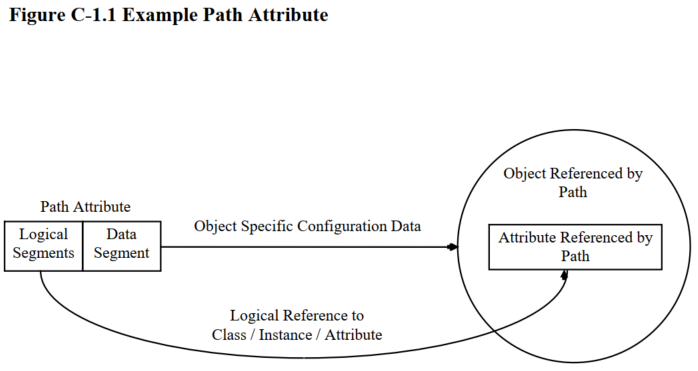 Figure C-1.1 Example Path Attribute
Object Referenced by
Path
Path Attribute
Logical
Segments
Data
Segment
Object Specific Configuration Data
Attribute Referenced by
Path
Logical Reference to
Class / Instance / Attribute